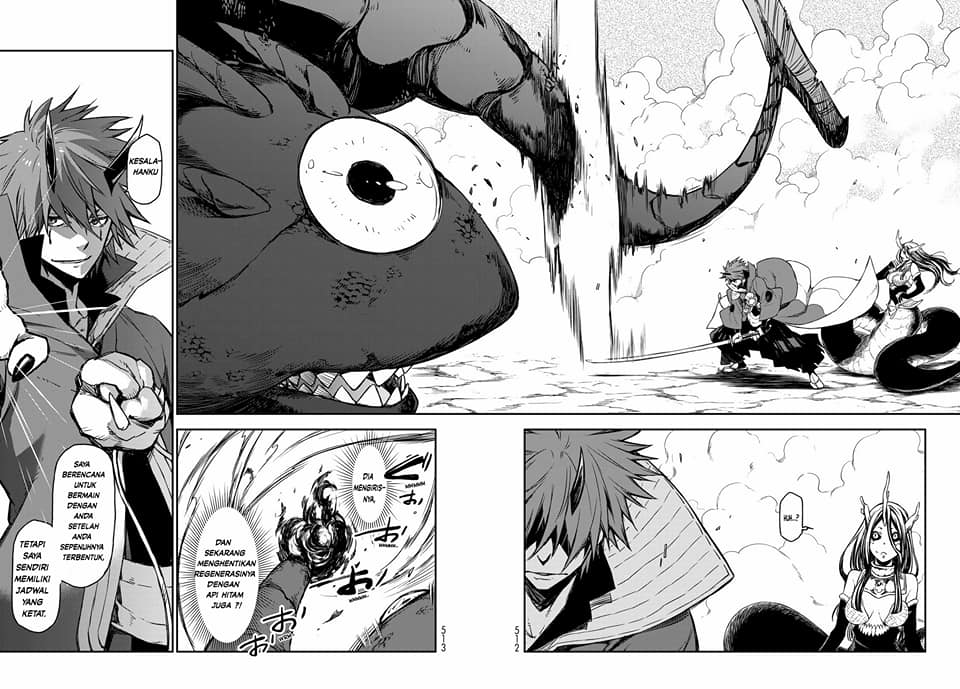 HN..?
512
DIA
MENGIRIS-
NYA,
DAN
SEKARANG
MENGHENTIKAN
REGENERASINYA
DENGAN
API HITAM
JUGA ?!
513
KESALA-
HANKU
SAYA
BERENCANA
UNTUK
BERMAIN
DENGAN
ANDA
SETELAH
ANDA
SEPENUHNYA
TERBENTUK,
TETAPI
SAYA
SENDIRI
MEMILIKI
JADWAL
YANG
KETAT.